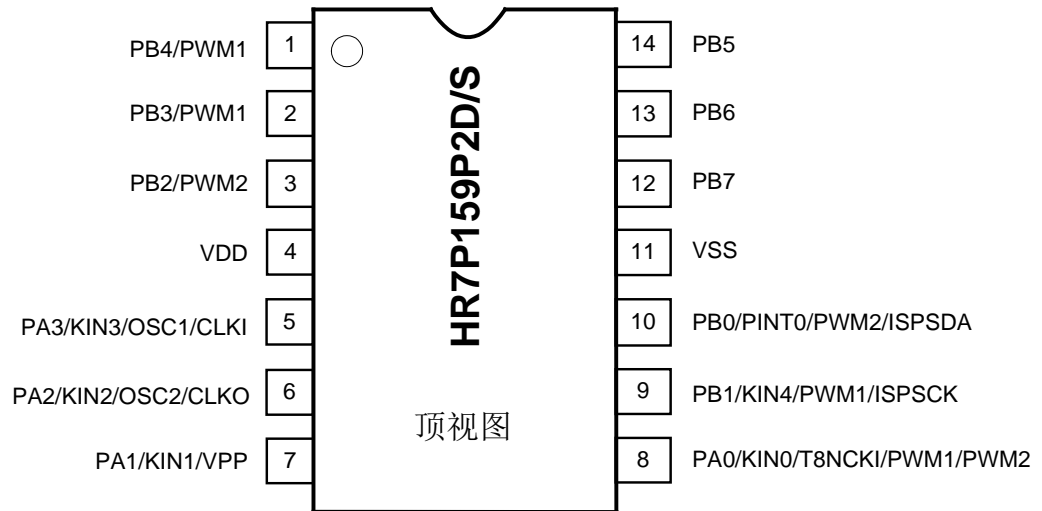 PB4/PWM1 1 14 PB5
PB3/PWM1 2 13 PB6
PB2/PWM2 3 12 PB7
VDD 4 11 VSS
PA3/KIN3/OSC1/CLKI 5 10 PB0/PINT0/PWM2/ISPSDA
PA2/KIN2/OSC2/CLKO 6 9 PB1/KIN4/PWM1/ISPSCK
PA1/KIN1/VPP 7 8 PA0/KIN0/T8NCKI/PWM1/PWM2
HR7P159P2D/S
顶视图